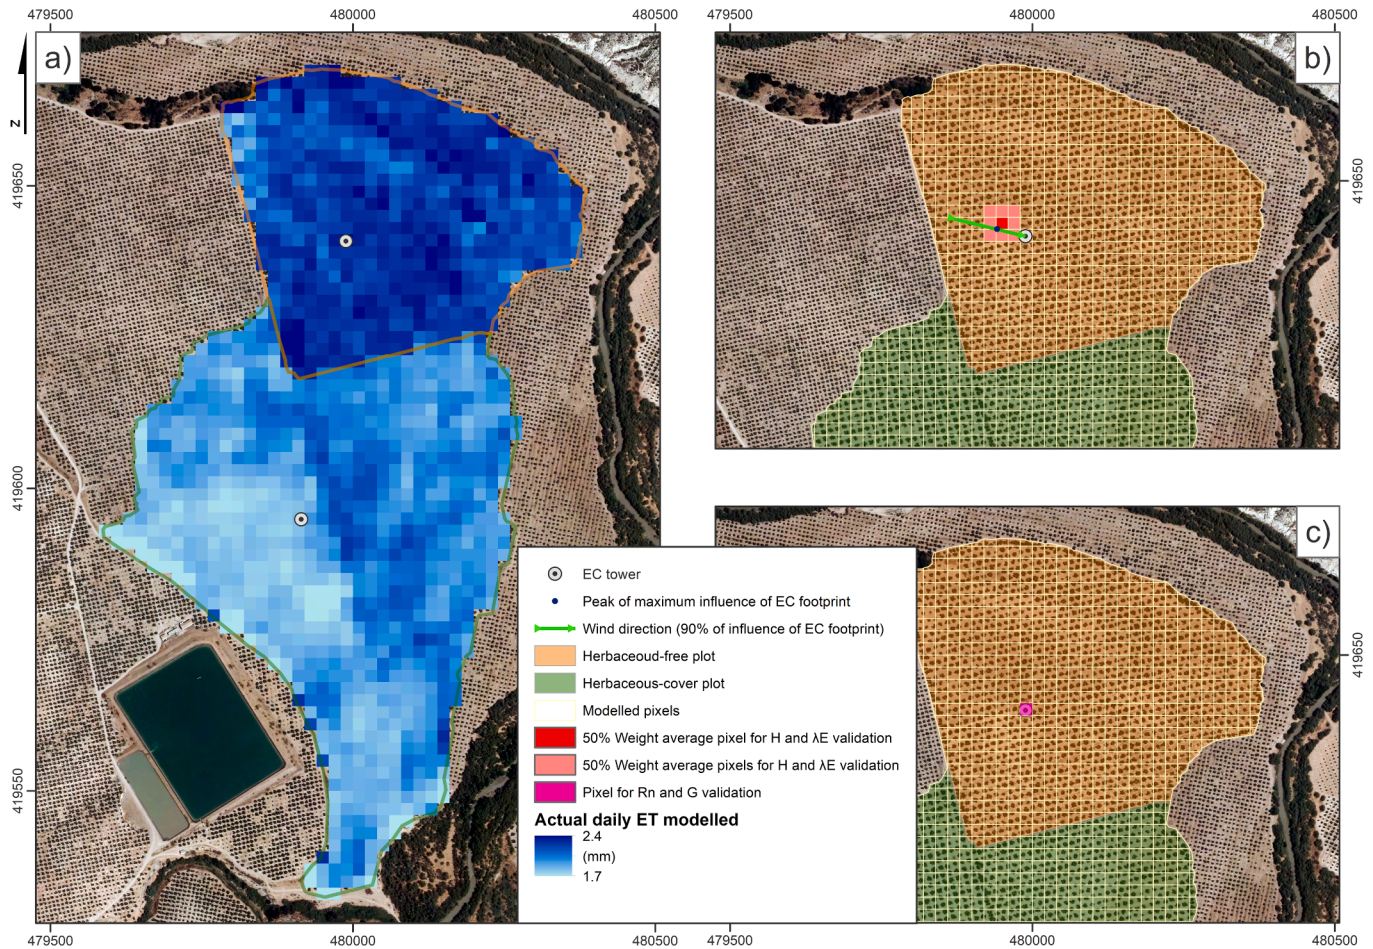 479500 480000 480500 479500 480000 480500
a)
b)
N
419650
419650
419600
EC tower
Peak of maximum influence of EC footprint
Wind direction (90% of influence of EC footprint)
Herbaceoud-free plot
Herbaceous-cover plot
Modelled pixels
50% Weight average pixel for H and λE validation
50% Weight average pixels for H and λE validation
Pixel for Rn and G validation
Actual daily ET modelled
2.4
(mm)
1.7
c)
419650
419550
479500 480000 480500 479500 480000 480500